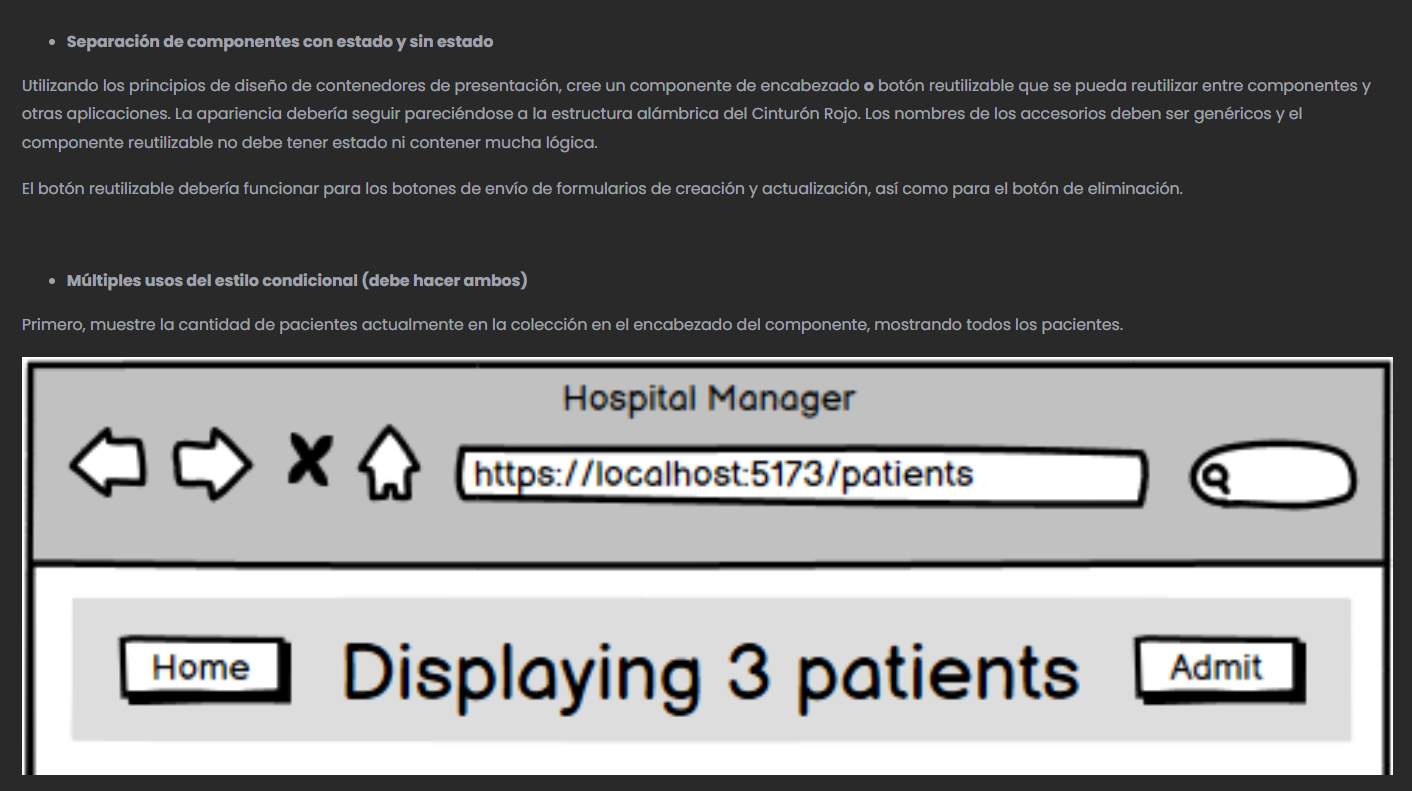 Separación de componentes con estado y sin estado
Utilizando los principios de diseño de contenedores de presentación, cree un componente de encabezado o botón reutilizable que se pueda reutilizar entre componentes y
otras aplicaciones. La apariencia debería seguir pareciéndose a la estructura alámbrica del Cinturón Rojo. Los nombres de los accesorios deben ser genéricos y el
componente reutilizable no debe tener estado ni contener mucha lógica.
El botón reutilizable debería funcionar para los botones de envío de formularios de creación y actualización, así como para el botón de eliminación.
Múltiples usos del estilo condicional (debe hacer ambos)
Primero, muestre la cantidad de pacientes actualmente en la colección en el encabezado del componente, mostrando todos los pacientes.
Hospital Manager
https://localhost:5173/patients
Home
Displaying 3 patients
Admit